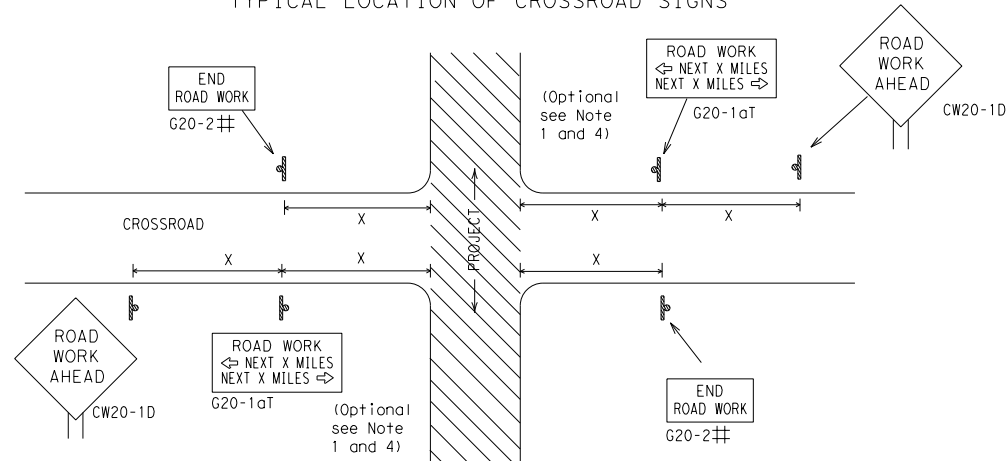 TYPICAL LOCATION OF CROSSROAD SIGNS
END
ROAD WORK
G20-2#
ROAD WORK
⇦ NEXT X MILES
NEXT X MILES ⇨
G20-1aT
(Optional
see Note
1 and 4)
ROAD
WORK
AHEAD
CW20-1D
X
X
X
CROSSROAD
PROJECT
X
X
X
ROAD
WORK
AHEAD
CW20-1D
ROAD WORK
⇦ NEXT X MILES
NEXT X MILES ⇨
G20-1aT
(Optional
see Note
1 and 4)
END
ROAD WORK
G20-2#